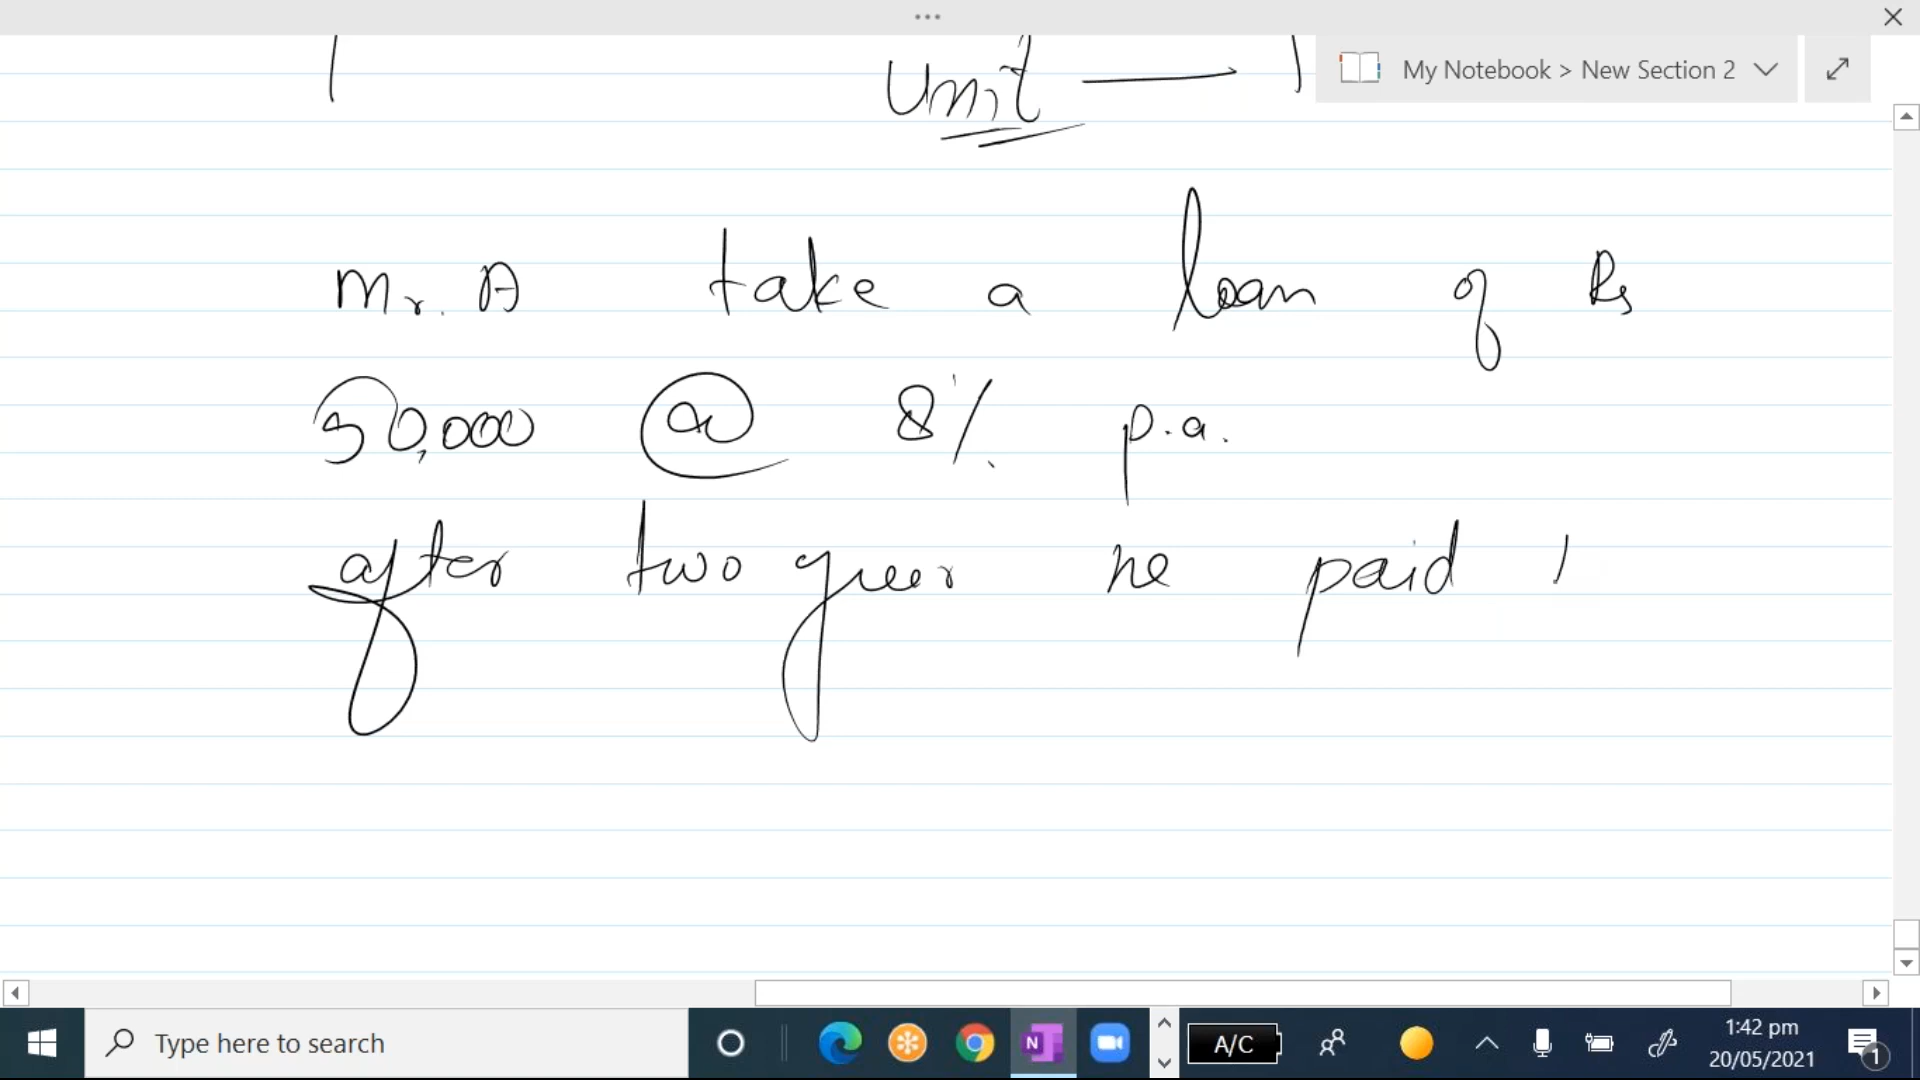 Unit
My Notebook > New Section 2
Mr. A take a loan of Rs
50,000 @ 8% p.a.
after two year he paid
Type here to search
A/C
1:42 pm
20/05/2021
1